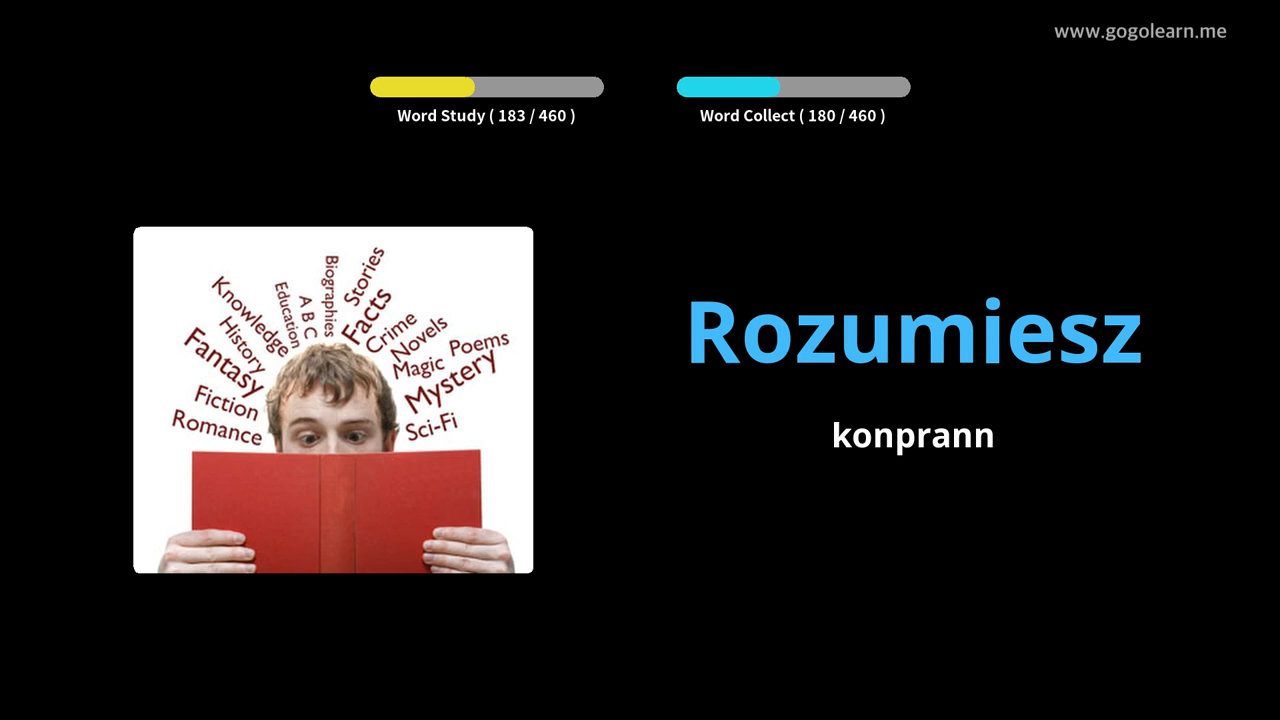 www.gogolearn.me
Word Study ( 183 / 460 )
Word Collect ( 180 / 460 )
Biographies
Stories
Education
A B C
Facts
Knowledge
Crime
History
Novels
Poems
Fantasy
Magic
Mystery
Fiction
Romance
Sci-Fi
Rozumiesz
konprann